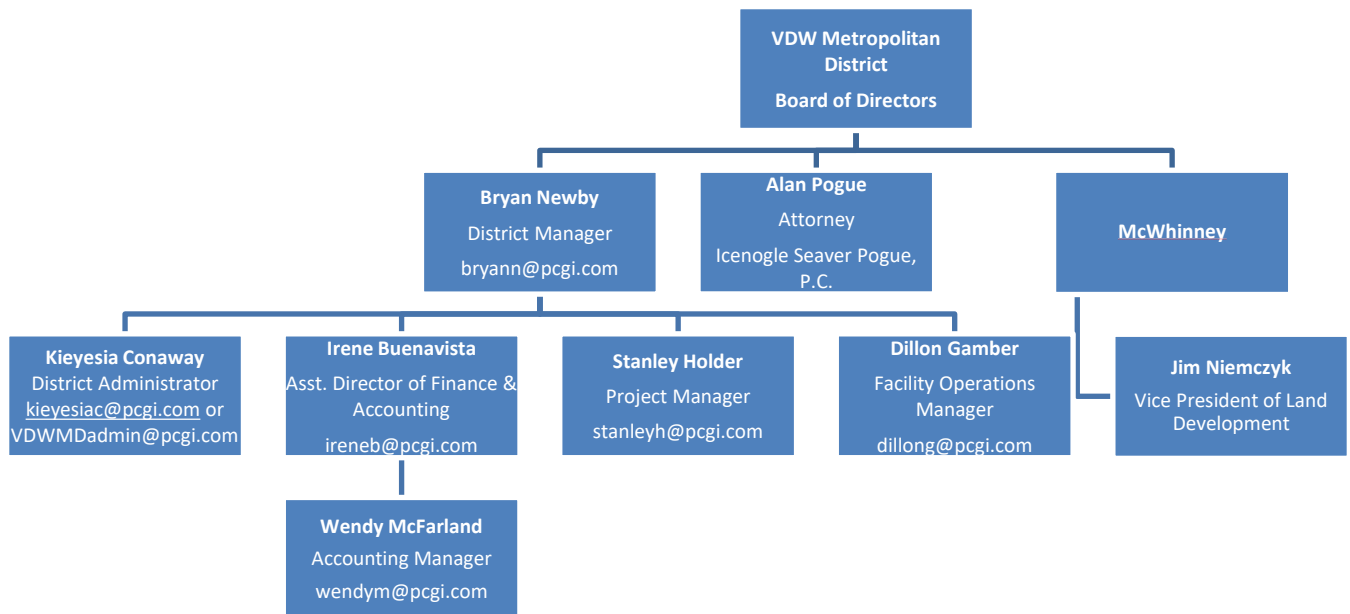 VDW Metropolitan
District
Board of Directors
Bryan Newby
District Manager
bryann@pcgi.com
Alan Pogue
Attorney
Icenogle Seaver Pogue,
P.C.
McWhinney
Kieyesia Conaway
District Administrator
kieyesiac@pcgi.com or
VDWMDadmin@pcgi.com
Irene Buenavista
Asst. Director of Finance &
Accounting
ireneb@pcgi.com
Stanley Holder
Project Manager
stanleyh@pcgi.com
Dillon Gamber
Facility Operations
Manager
dillong@pcgi.com
Jim Niemczyk
Vice President of Land
Development
Wendy McFarland
Accounting Manager
wendym@pcgi.com